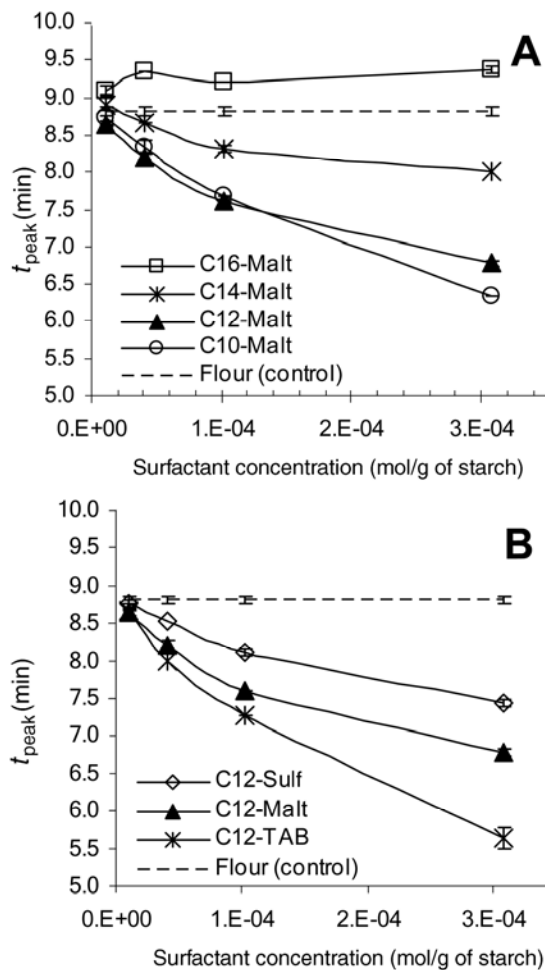 A
10.0
9.5
9.0
8.5
8.0
7.5
7.0
6.5
6.0
5.5
5.0
t peak (min)
C16-Malt
C14-Malt
C12-Malt
C10-Malt
Flour (control)
0.E+00 1.E-04 2.E-04 3.E-04
Surfactant concentration (mol/g of starch)
B
10.0
9.5
9.0
8.5
8.0
7.5
7.0
6.5
6.0
5.5
5.0
t peak (min)
C12-Sulf
C12-Malt
C12-TAB
Flour (control)
0.E+00 1.E-04 2.E-04 3.E-04
Surfactant concentration (mol/g of starch)